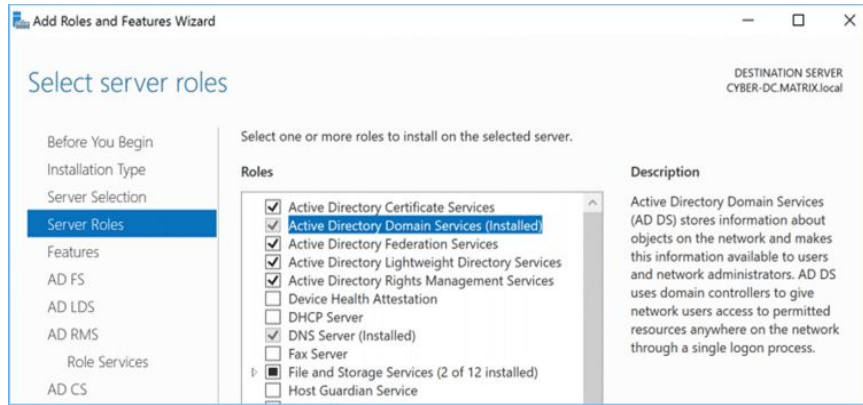 Add Roles and Features Wizard
Select server roles
DESTINATION SERVER
CYBER-DC.MATRIX.local
Before You Begin
Installation Type
Server Selection
Server Roles
Features
AD FS
AD LDS
AD RMS
Role Services
AD CS
Select one or more roles to install on the selected server.
Roles
Active Directory Certificate Services
Active Directory Domain Services (Installed)
Active Directory Federation Services
Active Directory Lightweight Directory Services
Active Directory Rights Management Services
Device Health Attestation
DHCP Server
DNS Server (Installed)
Fax Server
File and Storage Services (2 of 12 installed)
Host Guardian Service
Description
Active Directory Domain Services
(AD DS) stores information about
objects on the network and makes
this information available to users
and network administrators. AD DS
uses domain controllers to give
network users access to permitted
resources anywhere on the network
through a single logon process.